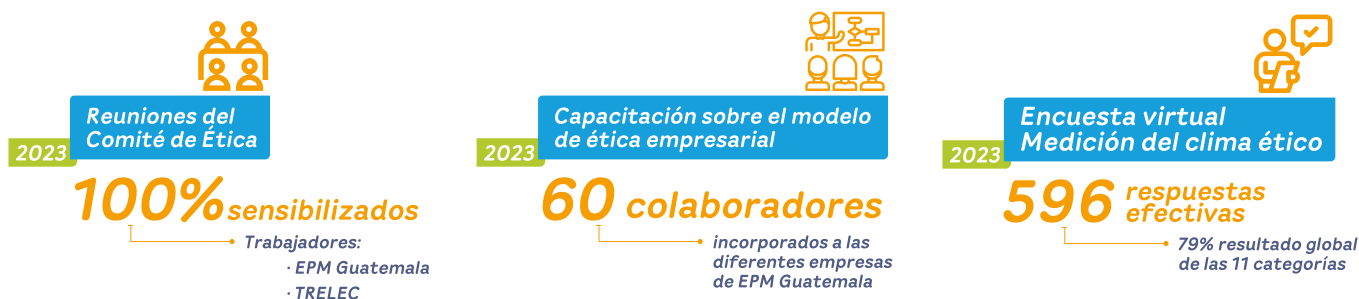 Reuniones del
Comité de Ética
2023
100% sensibilizados
Trabajadores:
· EPM Guatemala
· TRELEC
Capacitación sobre el modelo
de ética empresarial
2023
60 colaboradores
incorporados a las
diferentes empresas
de EPM Guatemala
Encuesta virtual
Medición del clima ético
2023
596 respuestas
efectivas
79% resultado global
de las 11 categorías